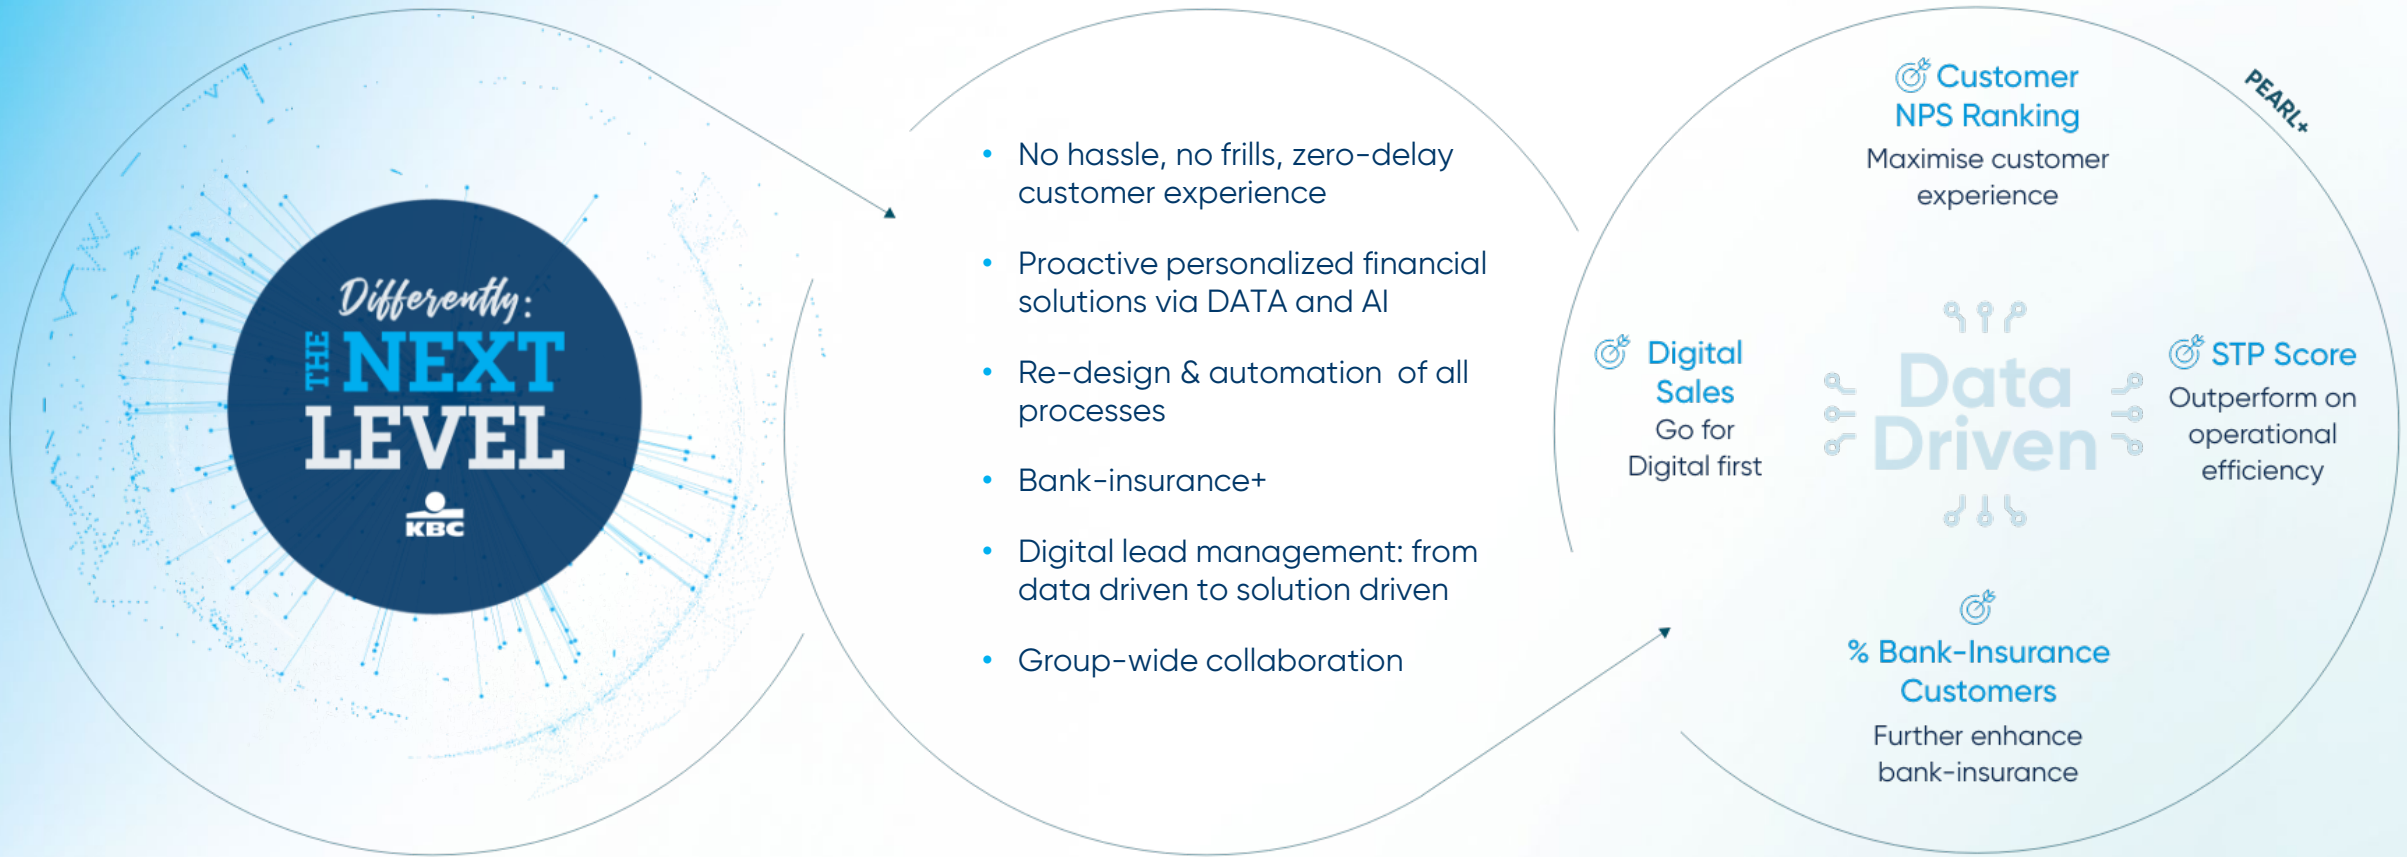 Differently:
THE NEXT
LEVEL
KBC
• No hassle, no frills, zero-delay
customer experience
• Proactive personalized financial
solutions via DATA and AI
• Re-design & automation of all
processes
• Bank-insurance+
• Digital lead management: from
data driven to solution driven
• Group-wide collaboration
PEARL+
Customer
NPS Ranking
Maximise customer
experience
Digital
Sales
Go for
Digital first
Data
Driven
STP Score
Outperform on
operational
efficiency
% Bank-Insurance
Customers
Further enhance
bank-insurance